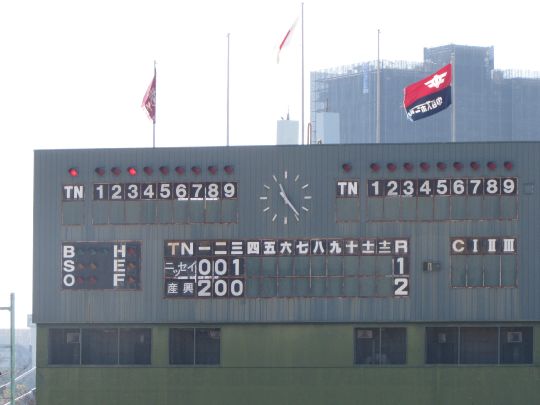 TN 1 2 3 4 5 6 7 8 9
TN 1 2 3 4 5 6 7 8 9
B H
S E
O F
TN 一 二 三 四 五 六 七 八 九 十 士 士 R
ニッセイ 0 0 1 1
産興 2 0 0 2
C I II III